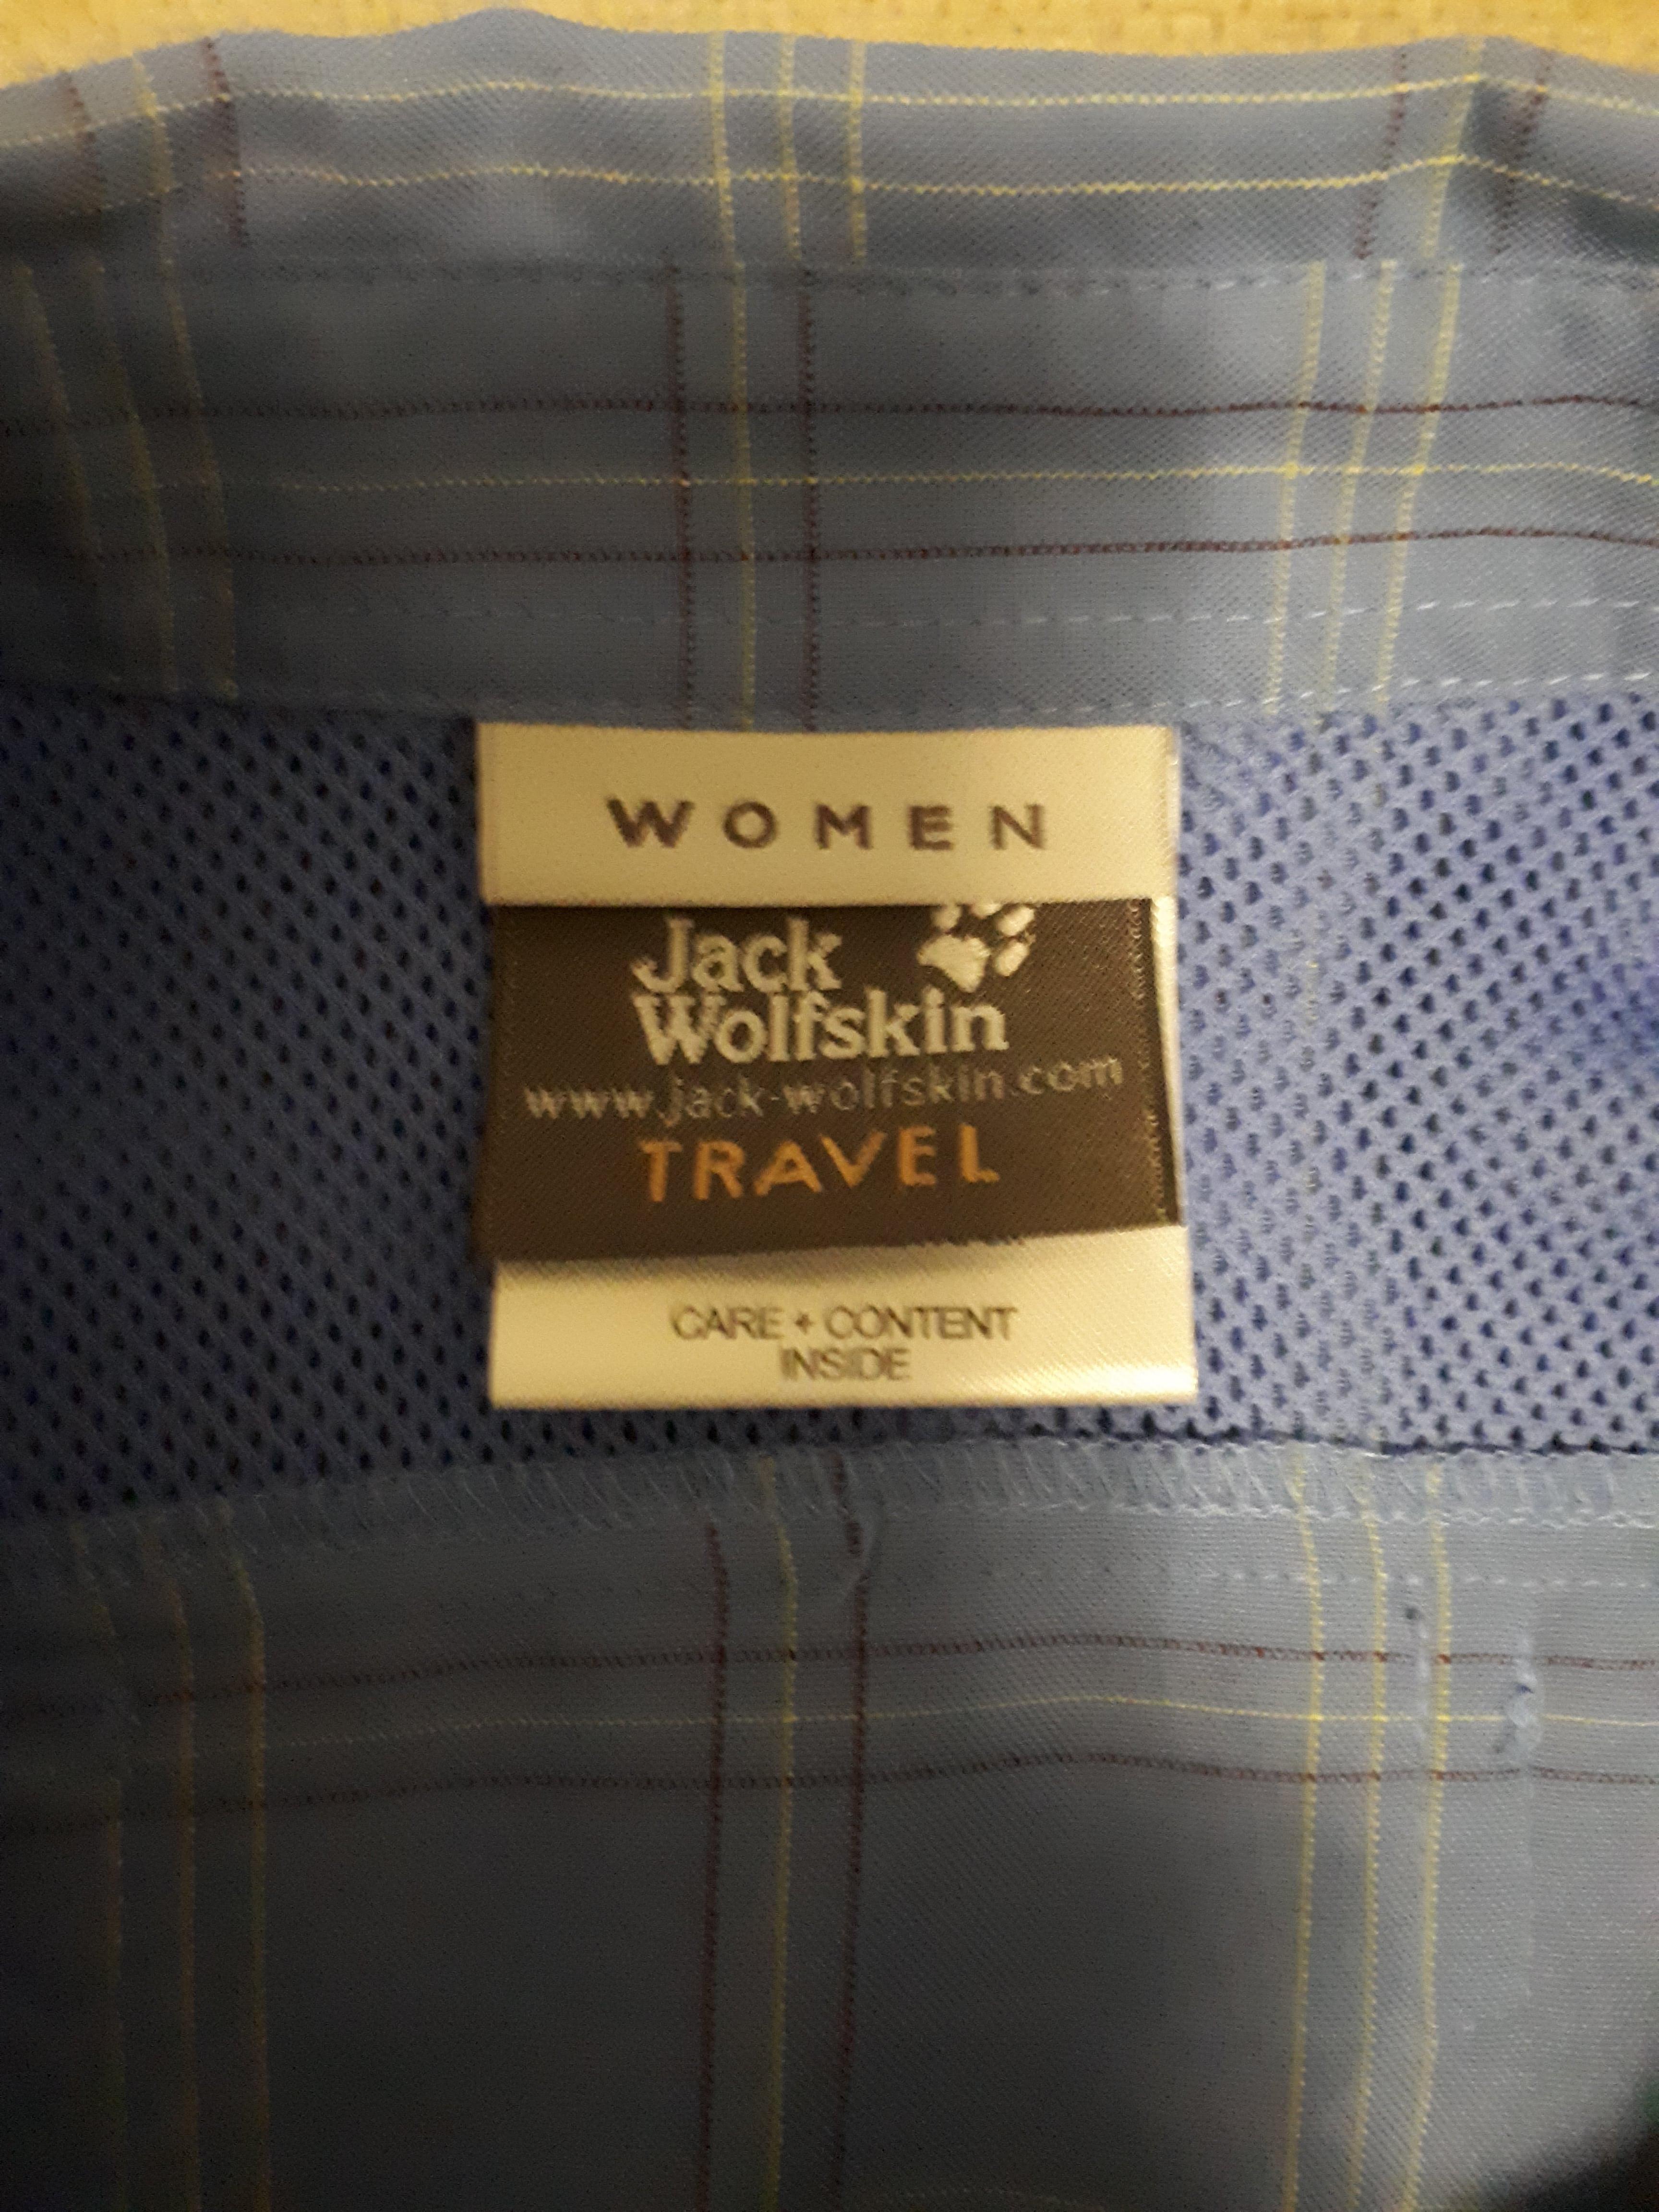 WOMEN
Jack
Wolfskin
www.jack-wolfskin.com
TRAVEL
CARE + CONTENT
INSIDE